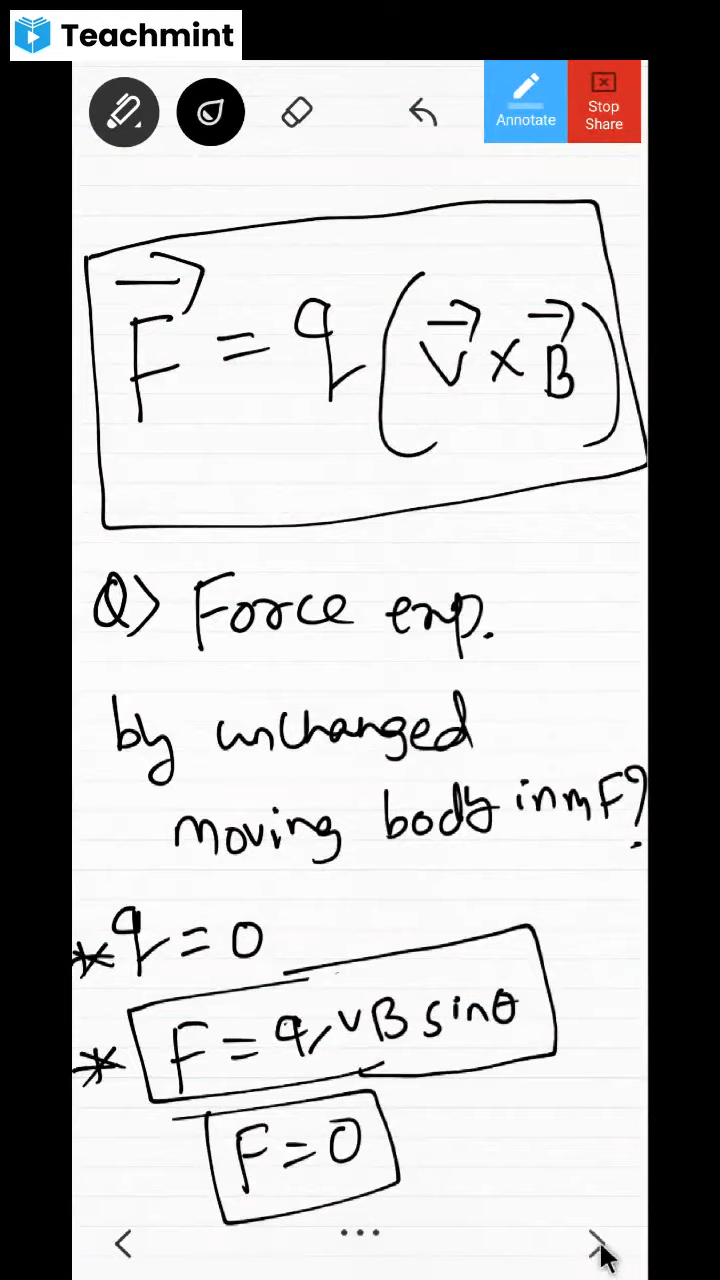 Teachmint
Annotate
Stop
Share
F⃗ = q (V⃗ × B⃗)
Q> Force exp.
by unchanged
moving body in mF?
* q = 0
* F = qvB sinθ
F = 0